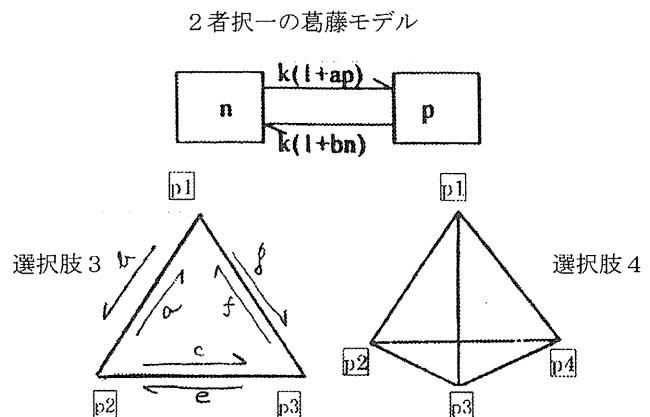 ２者択一の葛藤モデル
k(1+ap)
n
p
k(1+bn)
p1
p1
選択肢３
b
a
f
g
選択肢４
c
e
p2
p3
p2
p4
p3